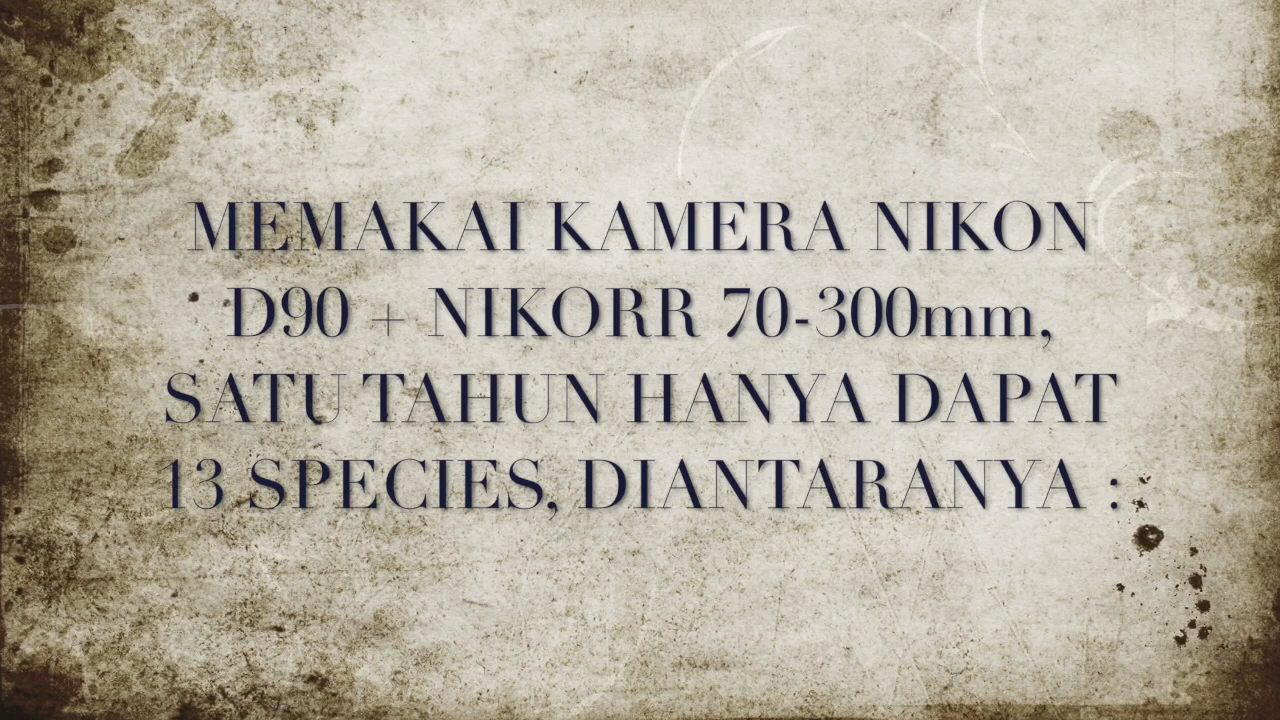 MEMAKAI KAMERA NIKON
D90 + NIKORR 70-300mm,
SATU TAHUN HANYA DAPAT
13 SPECIES, DIANTARANYA :